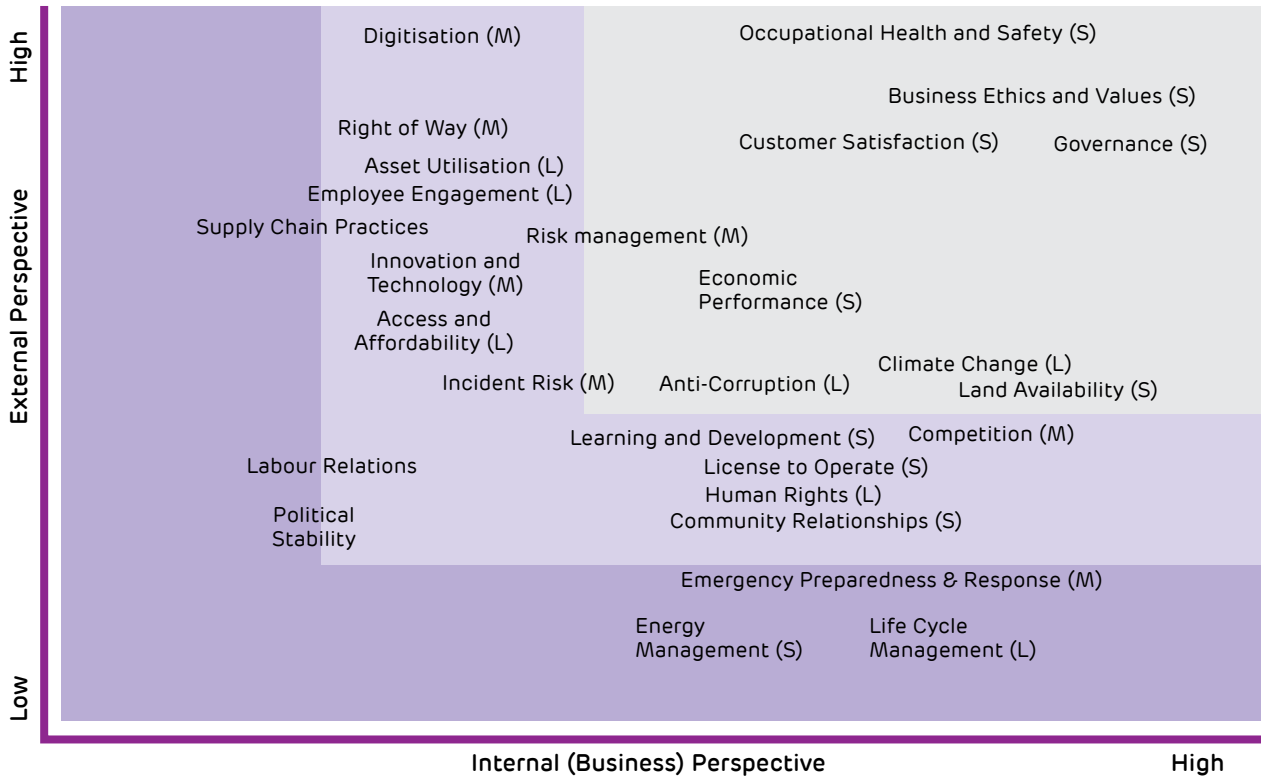 High
External Perspective
Low
Digitisation (M)
Occupational Health and Safety (S)
Business Ethics and Values (S)
Right of Way (M)
Customer Satisfaction (S)
Governance (S)
Asset Utilisation (L)
Employee Engagement (L)
Supply Chain Practices
Risk management (M)
Innovation and
Technology (M)
Economic
Performance (S)
Access and
Affordability (L)
Incident Risk (M)
Anti-Corruption (L)
Climate Change (L)
Land Availability (S)
Learning and Development (S)
Competition (M)
Labour Relations
License to Operate (S)
Human Rights (L)
Community Relationships (S)
Political
Stability
Emergency Preparedness & Response (M)
Energy
Management (S)
Life Cycle
Management (L)
Internal (Business) Perspective
High